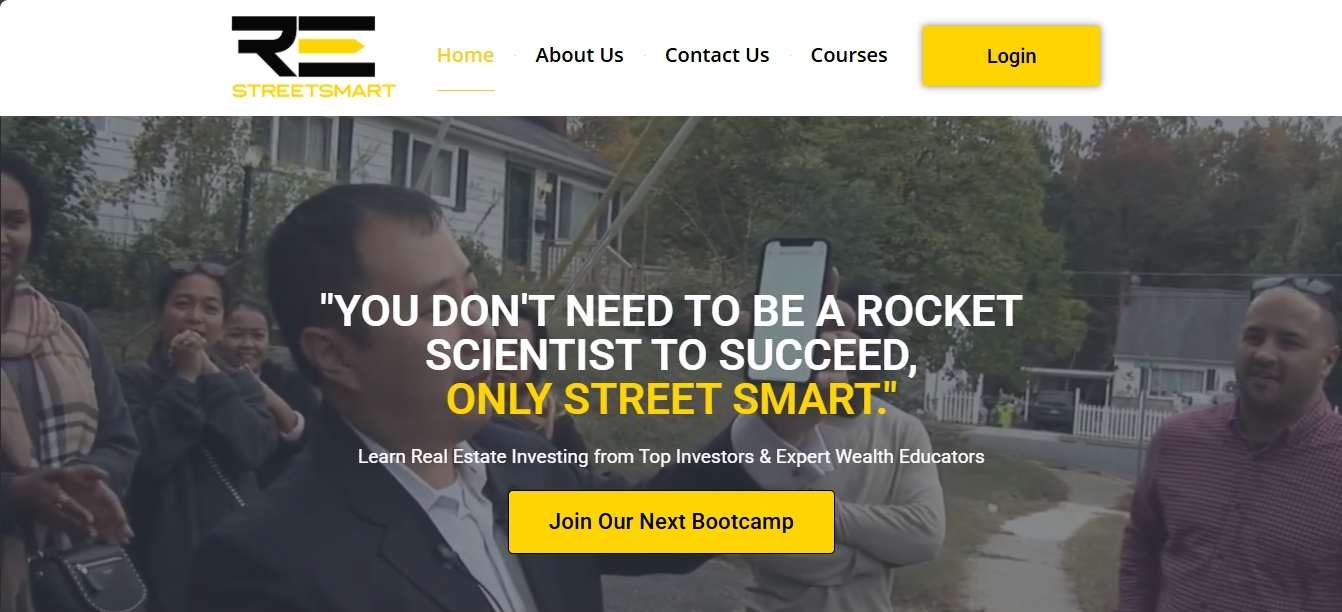 RE
STREETSMART
Home
About Us
Contact Us
Courses
Login
"YOU DON'T NEED TO BE A ROCKET
SCIENTIST TO SUCCEED,
ONLY STREET SMART."
Learn Real Estate Investing from Top Investors & Expert Wealth Educators
Join Our Next Bootcamp